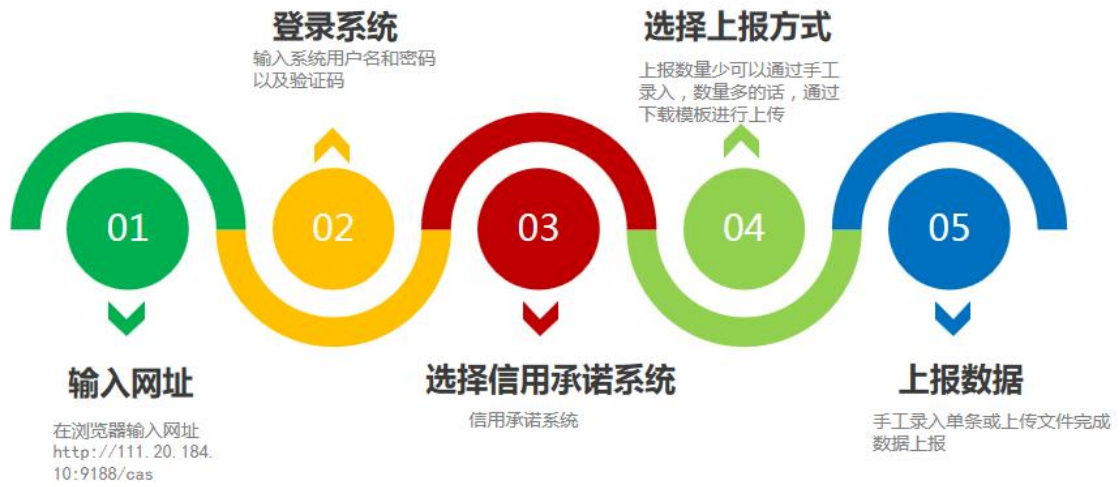 01
输入网址
在浏览器输入网址
http://111.20.184.
10:9188/cas
登录系统
输入系统用户名和密码
以及验证码
02
03
选择信用承诺系统
信用承诺系统
选择上报方式
上报数量少可以通过手工
录入，数量多的话，通过
下载模板进行上传
04
05
上报数据
手工录入单条或上传文件完成
数据上报